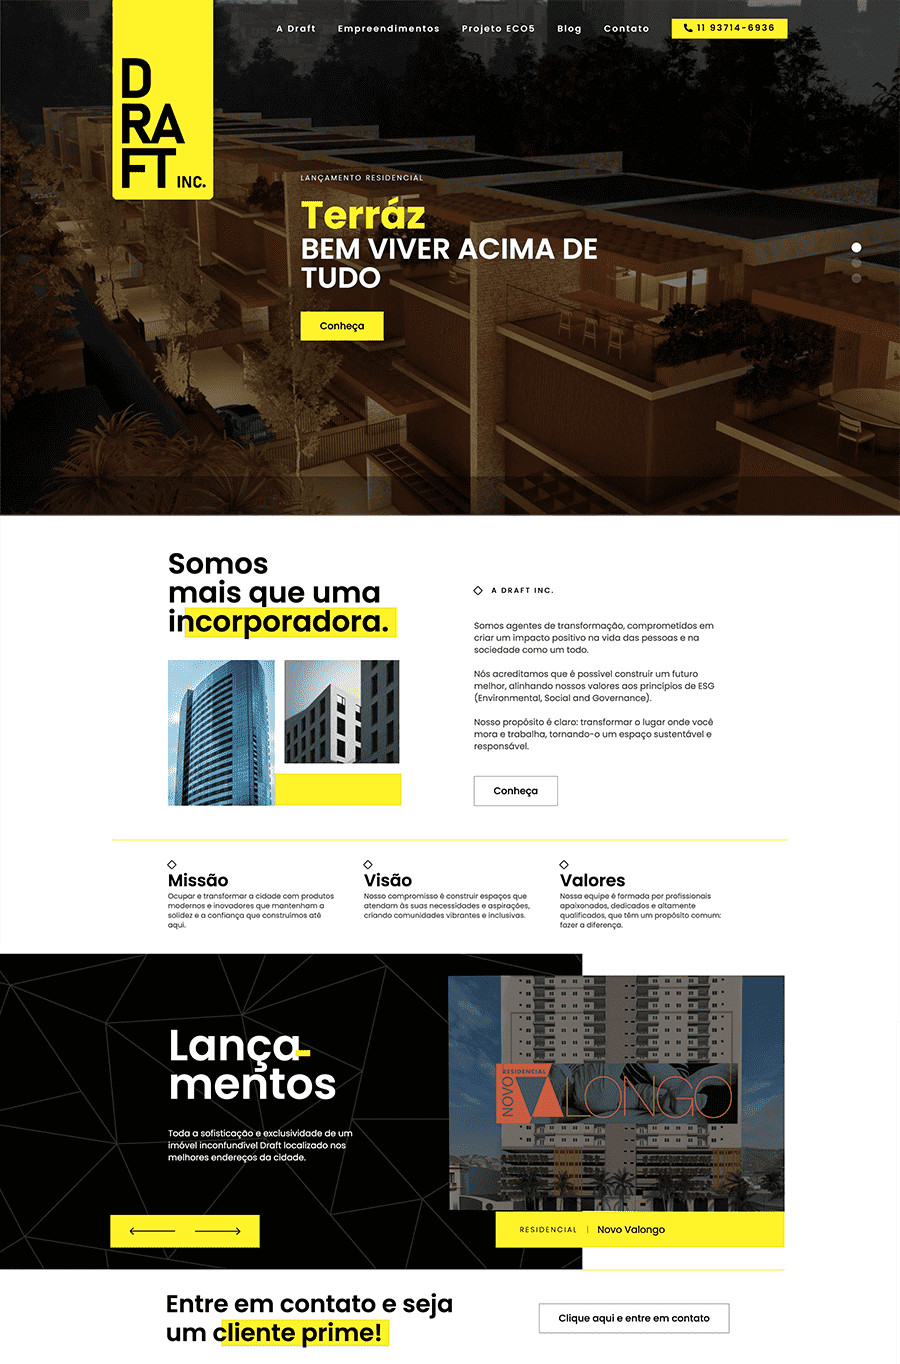 D
RA
FT INC.
A Draft Empreendimentos Projeto ECO5 Blog Contato 11 93714-6936
LANÇAMENTO RESIDENCIAL
Terráz
BEM VIVER ACIMA DE
TUDO
Conheça
Somos
mais que uma
incorporadora.
A DRAFT INC.
Somos agentes de transformação, comprometidos em
criar um impacto positivo na vida das pessoas e na
sociedade como um todo.
Nós acreditamos que é possível construir um futuro
melhor, alinhando nossos valores aos princípios de ESG
(Environmental, Social and Governance).
Nosso propósito é claro: transformar o lugar onde você
mora e trabalha, tornando-o um espaço sustentável e
responsável.
Conheça
Missão
Ocupar e transformar a cidade com produtos
modernos e inovadores que mantenham a
solidez e a confiança que construímos até
aqui.
Visão
Nosso compromisso é construir espaços que
atendam às suas necessidades e aspirações,
criando comunidades vibrantes e inclusivas.
Valores
Nossa equipe é formada por profissionais
apaixonados, dedicados e altamente
qualificados, que têm um propósito comum:
fazer a diferença.
Lança-
mentos
Toda a sofisticação e exclusividade de um
imóvel inconfundível Draft localizado nos
melhores endereços da cidade.
RESIDENCIAL
NOVO
VALONGO
RESIDENCIAL | Novo Valongo
Entre em contato e seja
um cliente prime!
Clique aqui e entre em contato